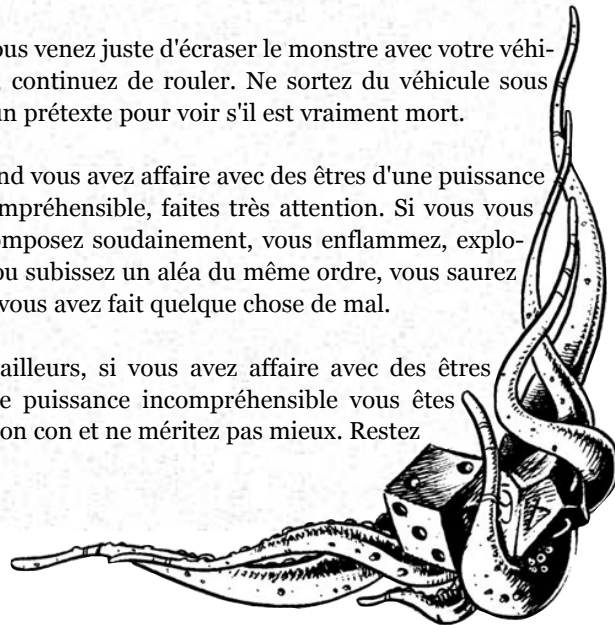 ous venez juste d'écraser le monstre avec votre véhi-
, continuez de rouler. Ne sortez du véhicule sous
un prétexte pour voir s'il est vraiment mort.
nd vous avez affaire avec des êtres d'une puissance
mpréhensible, faites très attention. Si vous vous
omposez soudainement, vous enflammez, explo-
ou subissez un aléa du même ordre, vous saurez
vous avez fait quelque chose de mal.
ailleurs, si vous avez affaire avec des êtres
e puissance incompréhensible vous êtes
on con et ne méritez pas mieux. Restez